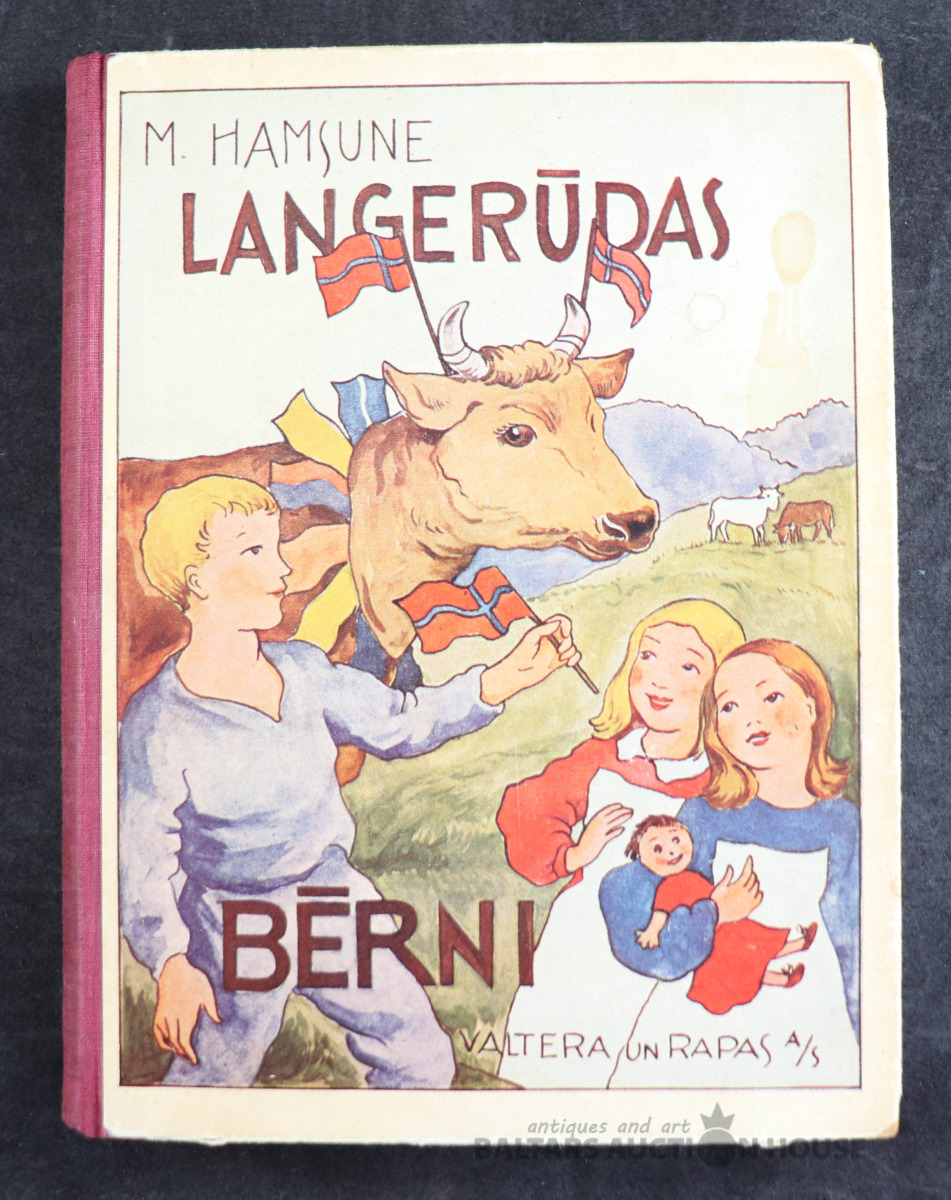 M. HAMSUNE
LANGERŪDAS
BĒRNI
VALTERA UN RAPAS A/S
antiques and art
BALTARS AUCTION HOUSE